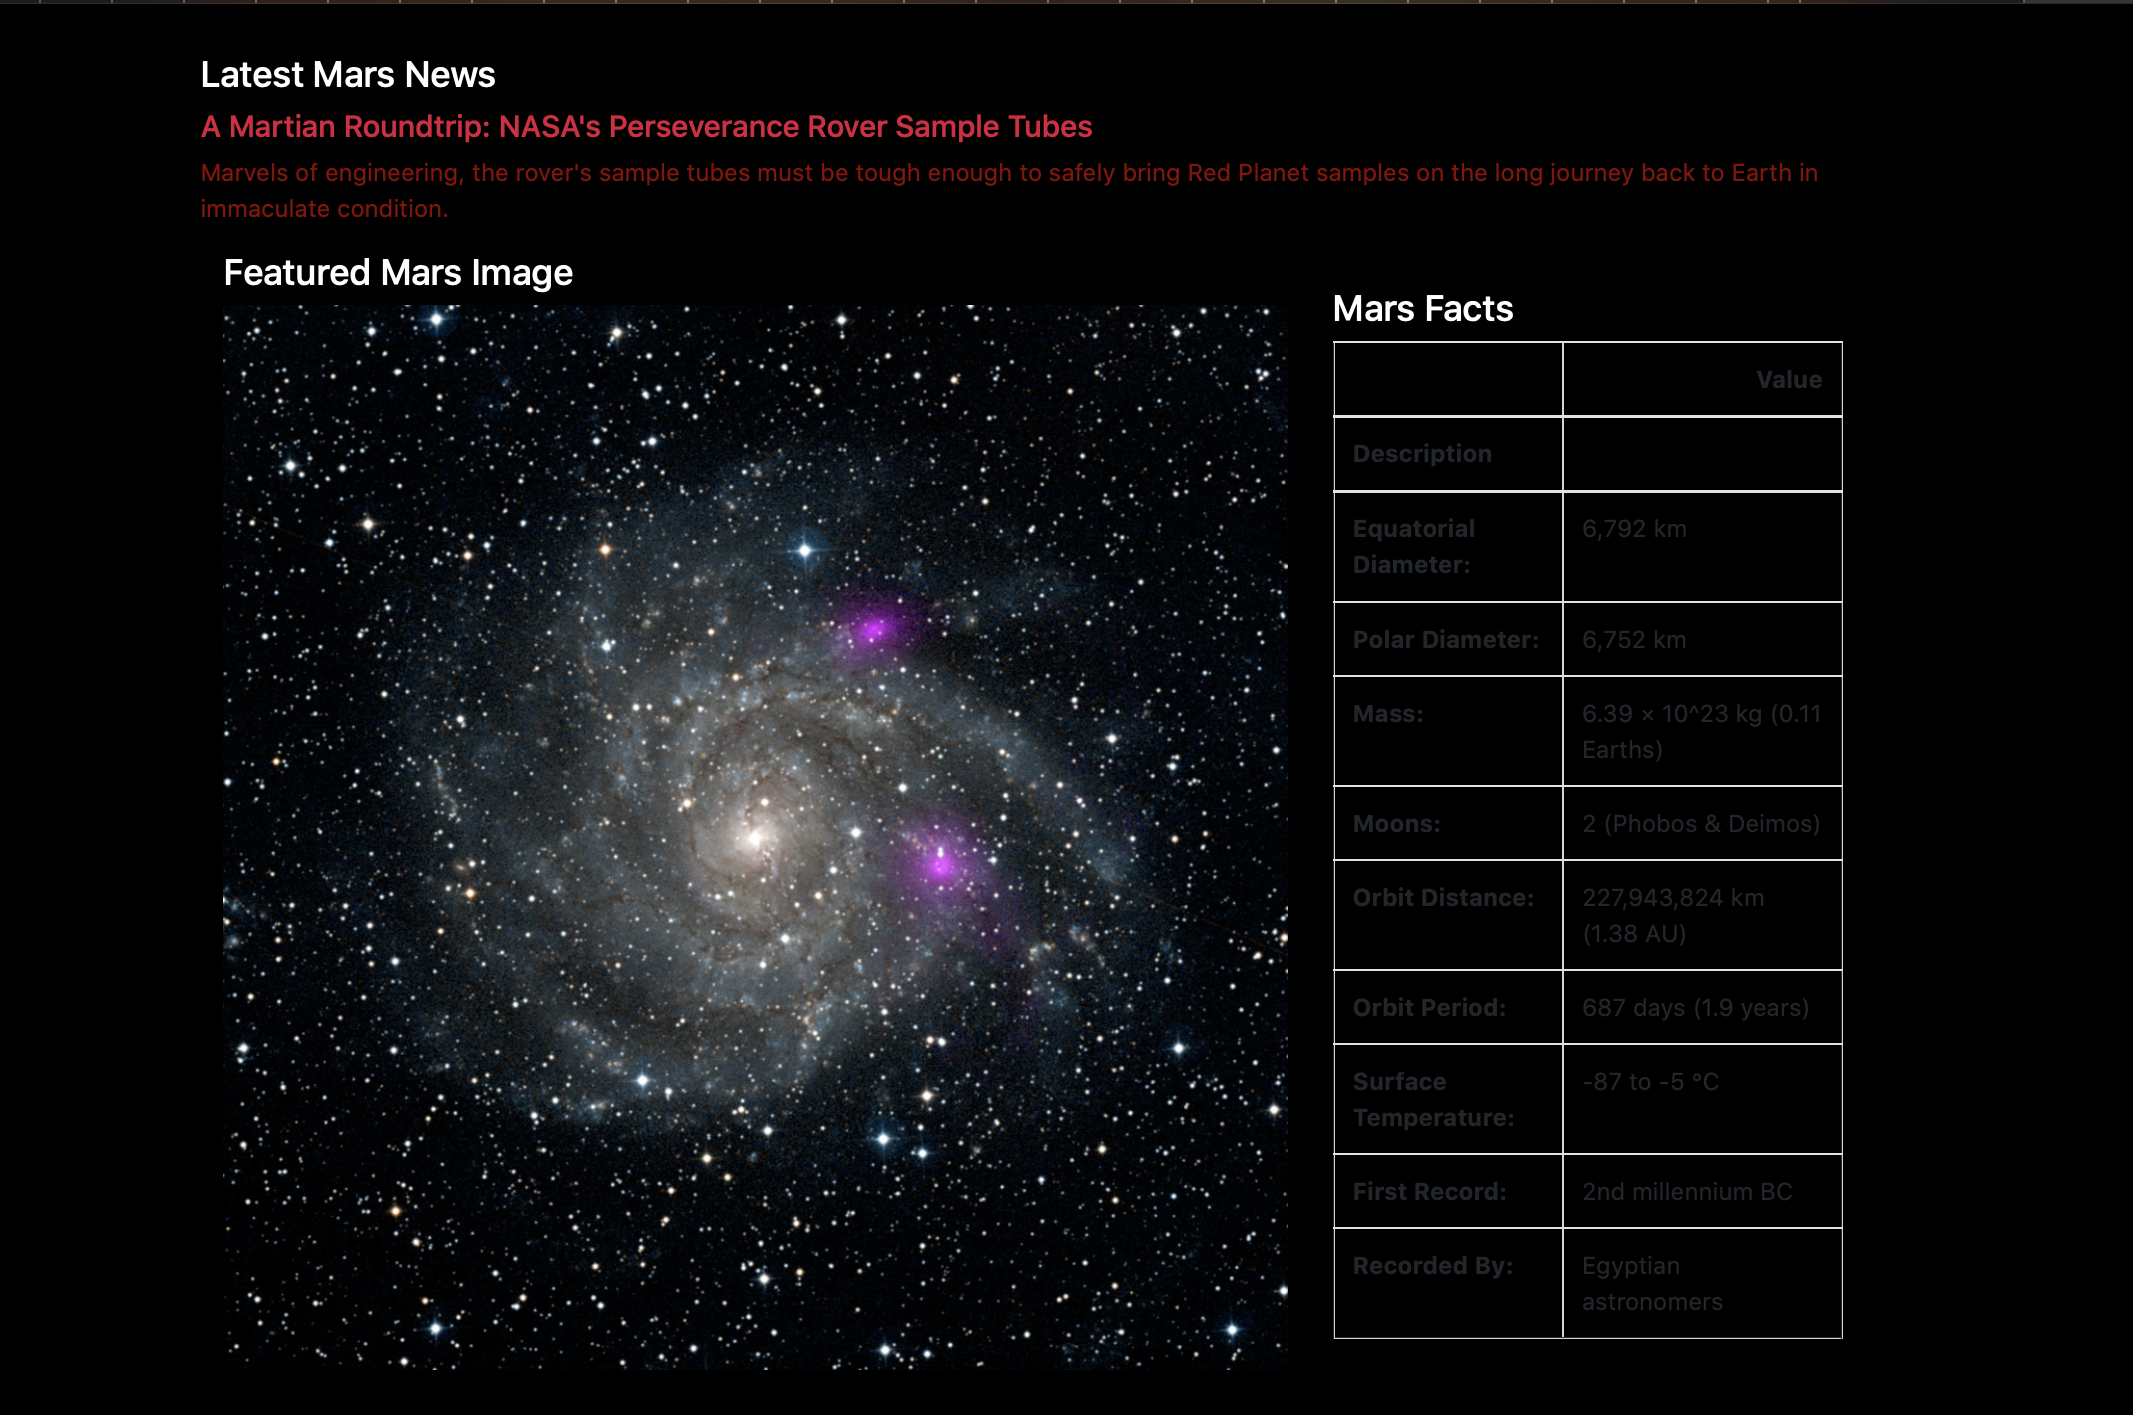 Latest Mars News
A Martian Roundtrip: NASA's Perseverance Rover Sample Tubes
Marvels of engineering, the rover's sample tubes must be tough enough to safely bring Red Planet samples on the long journey back to Earth in
immaculate condition.
Featured Mars Image
Mars Facts
Value
Description
Equatorial
Diameter:
6,792 km
Polar Diameter:
6,752 km
Mass:
6.39 × 10^23 kg (0.11
Earths)
Moons:
2 (Phobos & Deimos)
Orbit Distance:
227,943,824 km
(1.38 AU)
Orbit Period:
687 days (1.9 years)
Surface
Temperature:
-87 to -5 °C
First Record:
2nd millennium BC
Recorded By:
Egyptian
astronomers